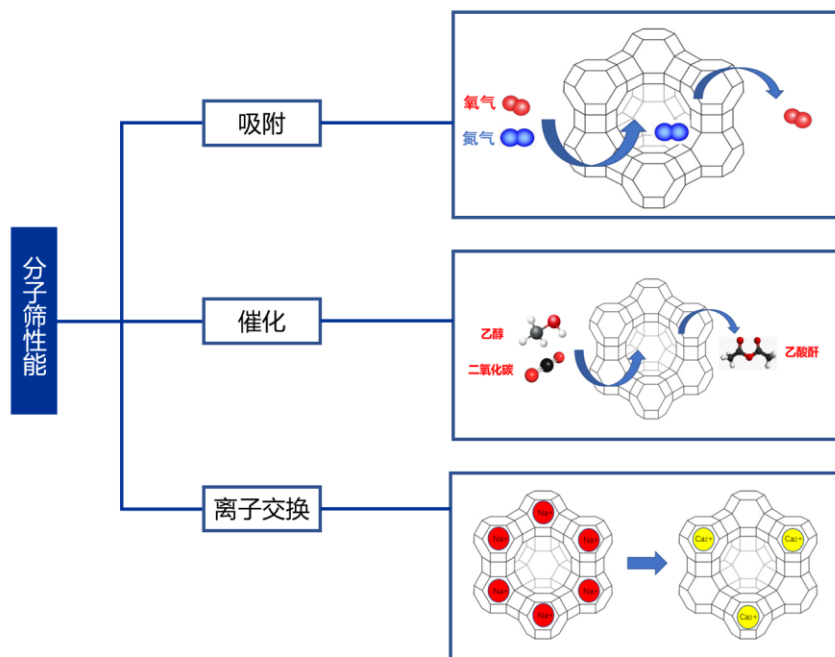 分子筛性能
吸附
氧气
氮气
催化
乙醇
二氧化碳
乙酸酐
离子交换
Na+
Na+
Na+
Na+
Na+
Na+
Ca2+
Ca2+
Ca2+